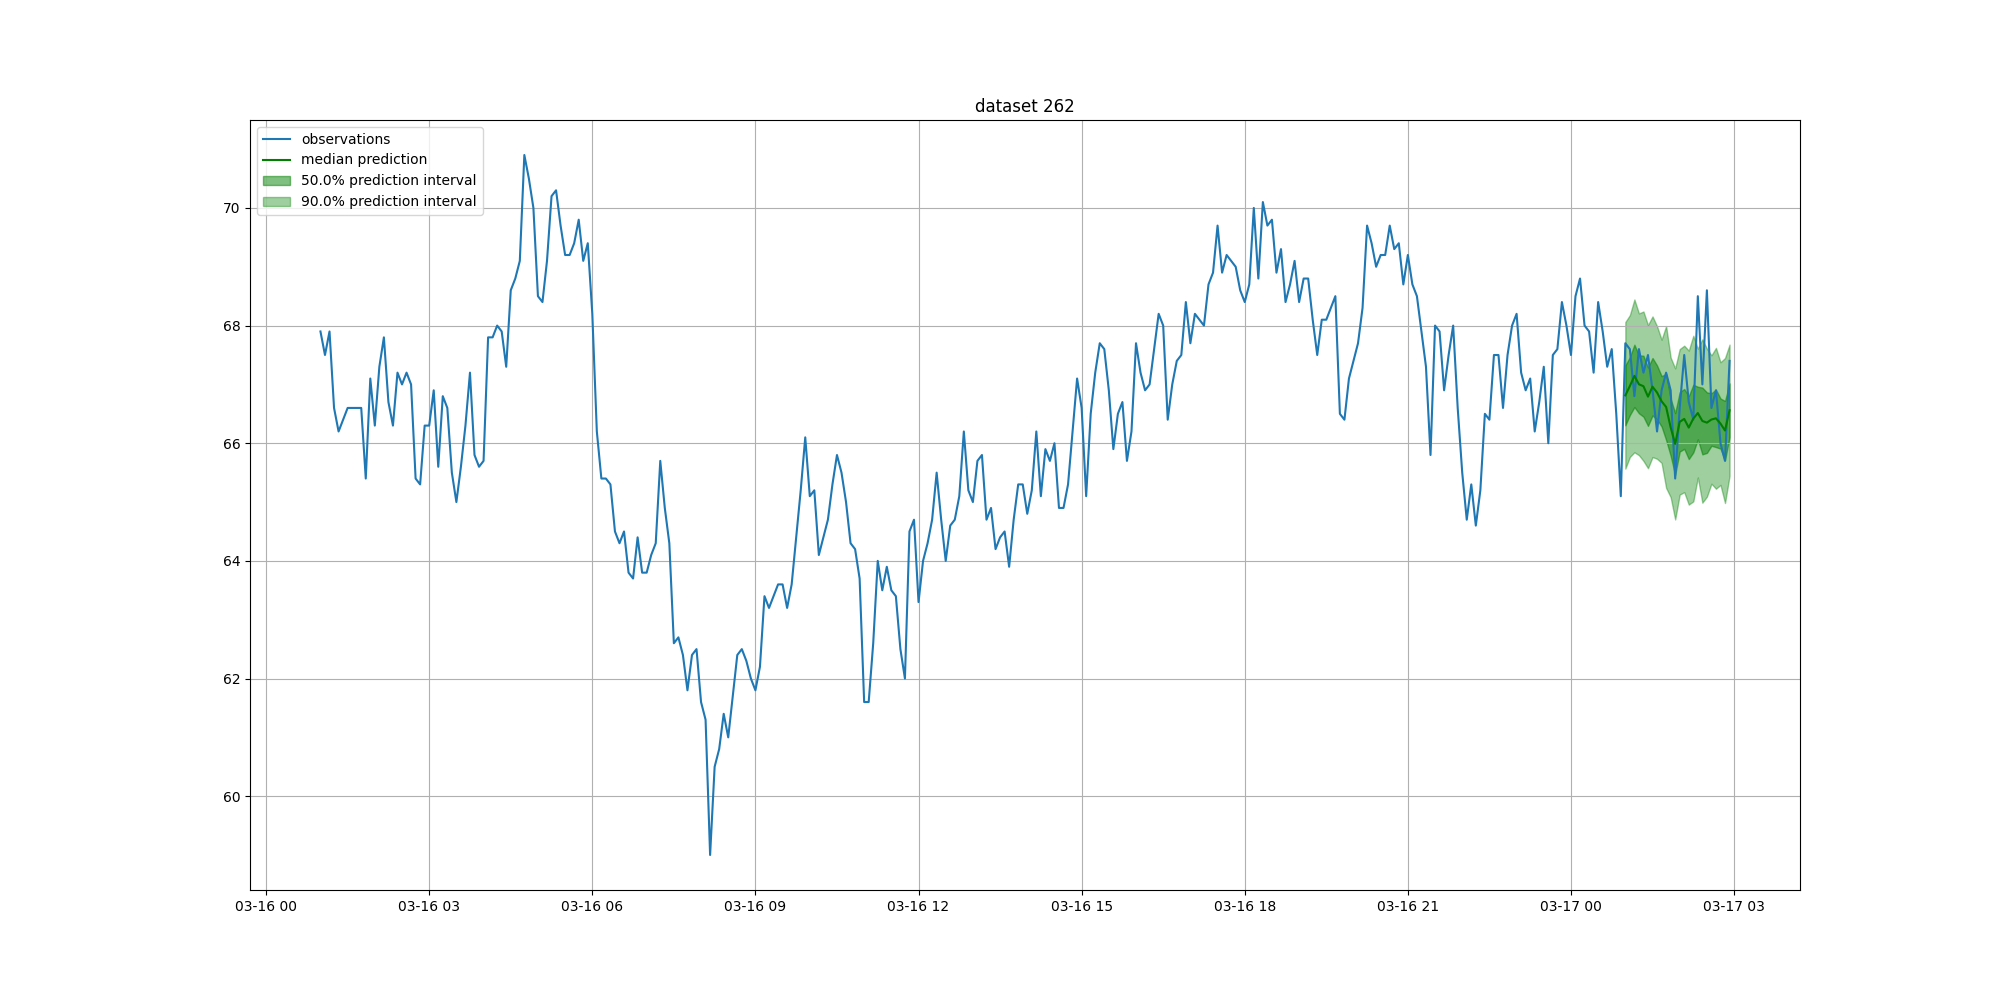 dataset 262
observations
median prediction
50.0% prediction interval
90.0% prediction interval
70
68
66
64
62
60
03-16 00 03-16 03 03-16 06 03-16 09 03-16 12 03-16 15 03-16 18 03-16 21 03-17 00 03-17 03